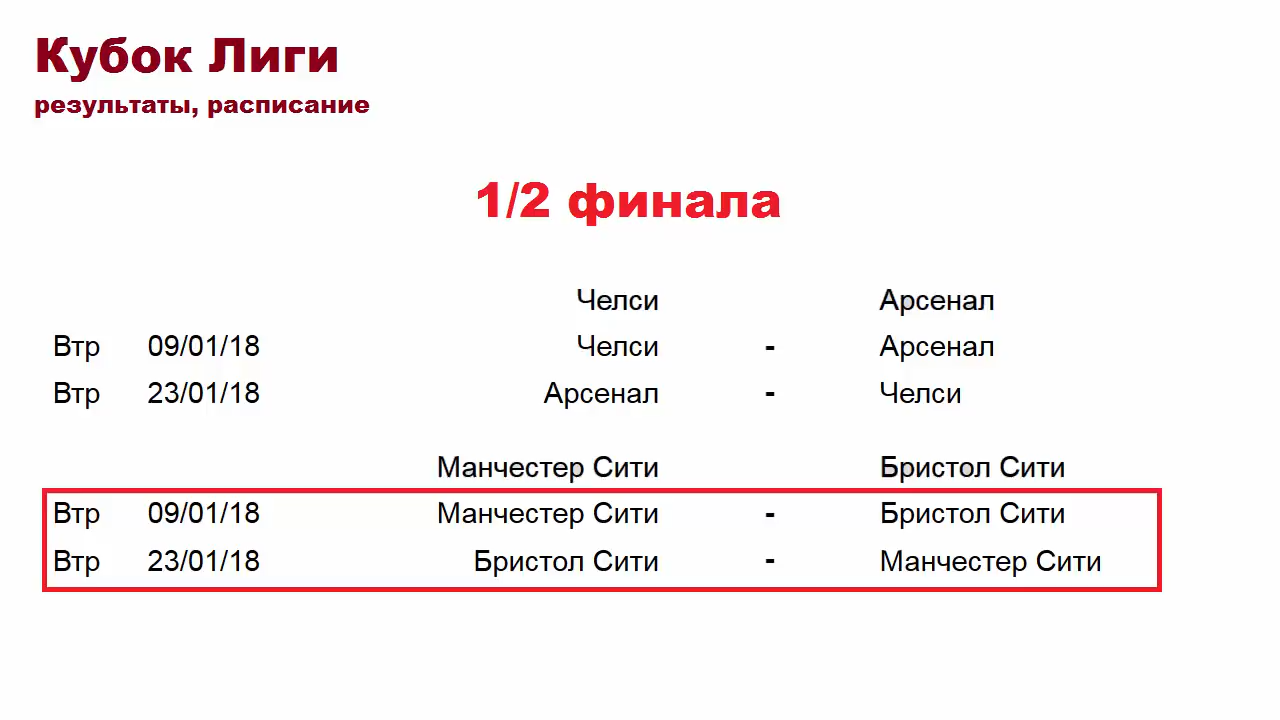 Кубок Лиги
результаты, расписание
1/2 финала
Челси Арсенал
Втр 09/01/18 Челси - Арсенал
Втр 23/01/18 Арсенал - Челси
Манчестер Сити Бристол Сити
Втр 09/01/18 Манчестер Сити - Бристол Сити
Втр 23/01/18 Бристол Сити - Манчестер Сити